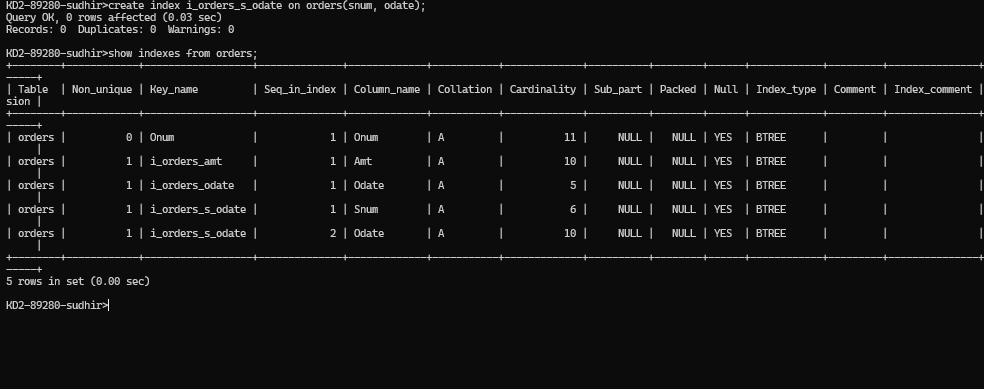 KD2-89280-sudhir>create index i_orders_s_odate on orders(snum, odate);
Query OK, 0 rows affected (0.03 sec)
Records: 0  Duplicates: 0  Warnings: 0
KD2-89280-sudhir>show indexes from orders;
+--------+------------+------------------+--------------+-------------+-----------+-------------+----------+--------+------+------------+---------+---------------+
-----+
| Table  | Non_unique | Key_name         | Seq_in_index | Column_name | Collation | Cardinality | Sub_part | Packed | Null | Index_type | Comment | Index_comment |
sion |
+--------+------------+------------------+--------------+-------------+-----------+-------------+----------+--------+------+------------+---------+---------------+
-----+
| orders |          0 | Onum             |            1 | Onum        | A         |          11 |     NULL |   NULL | YES  | BTREE      |         |               |
     |
| orders |          1 | i_orders_amt     |            1 | Amt         | A         |          10 |     NULL |   NULL | YES  | BTREE      |         |               |
     |
| orders |          1 | i_orders_odate   |            1 | Odate       | A         |           5 |     NULL |   NULL | YES  | BTREE      |         |               |
     |
| orders |          1 | i_orders_s_odate |            1 | Snum        | A         |           6 |     NULL |   NULL | YES  | BTREE      |         |               |
     |
| orders |          1 | i_orders_s_odate |            2 | Odate       | A         |          10 |     NULL |   NULL | YES  | BTREE      |         |               |
     |
+--------+------------+------------------+--------------+-------------+-----------+-------------+----------+--------+------+------------+---------+---------------+
-----+
5 rows in set (0.00 sec)
KD2-89280-sudhir>